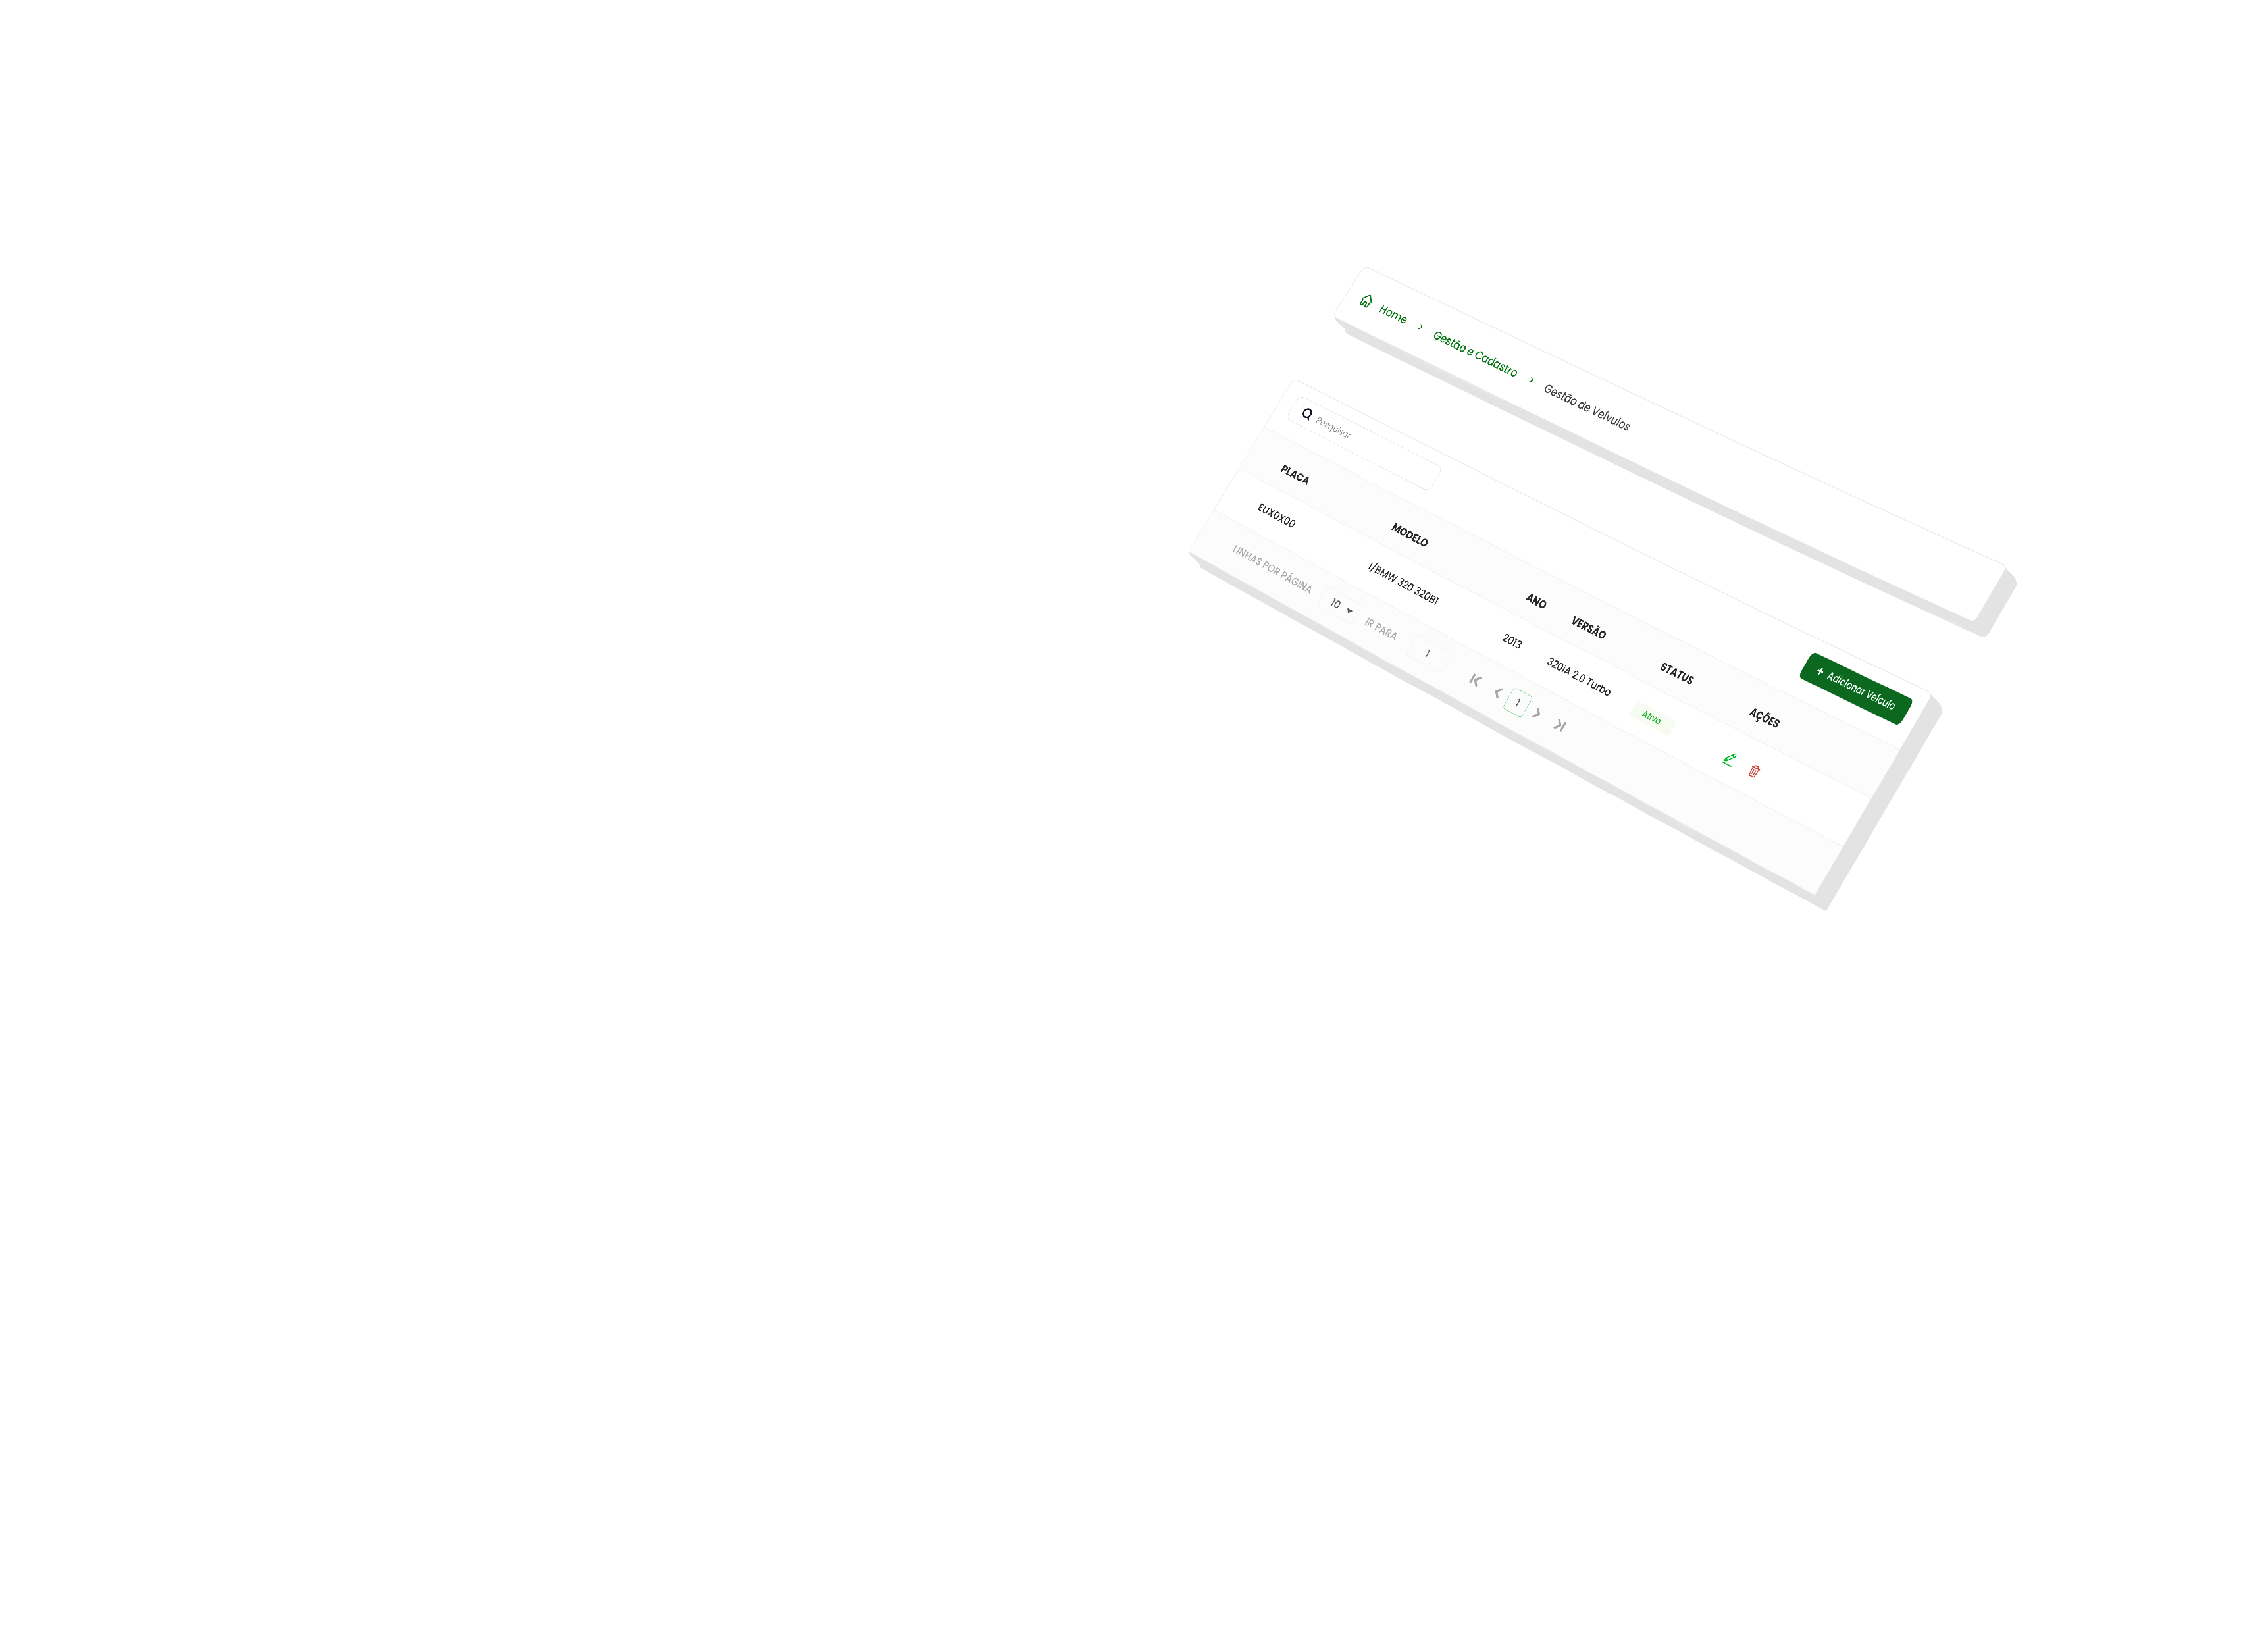 Home > Gestão e Cadastro > Gestão de Veívulos
Pesquisar
+ Adicionar Veículo
PLACA MODELO ANO VERSÃO STATUS AÇÕES
EUX0X00 I/BMW 320 320B1 2013 320iA 2.0 Turbo Ativo
LINHAS POR PÁGINA 10 IR PARA 1 1